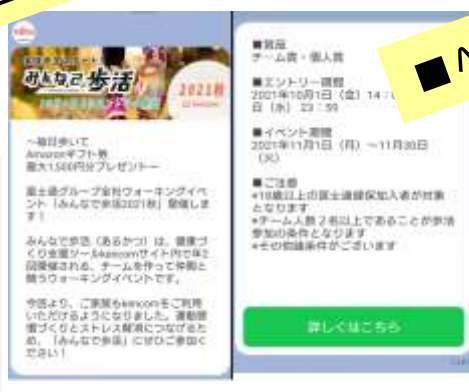 みんなで歩活
2021秋
～毎日歩いて
Amazonギフト券
最大1,500円分プレゼント～
富士通グループ全社ウォーキングイベ
ント「みんなで歩活2021秋」開催しま
す！
みんなで歩活（あるかつ）は、健康づ
くり支援ツールkencomサイト内で年2
回開催される、チームを作って仲間と
競うウォーキングイベントです。
今回より、ご家族もkencomをご利用
いただけるようになりました。運動習
慣づくりとストレス解消につなげるた
め、「みんなで歩活」にぜひご参加く
ださい！
■賞品
チーム賞・個人賞
■エントリー期間
2021年10月1日（金）14：
日（水）23：59
■イベント期間
2021年11月1日（月）～11月30日
（火）
■ご注意
*18歳以上の富士通健保加入者が対象
となります
*チーム人数2名以上であることが歩活
参加の条件となります
*その他諸条件がございます
詳しくはこちら
■